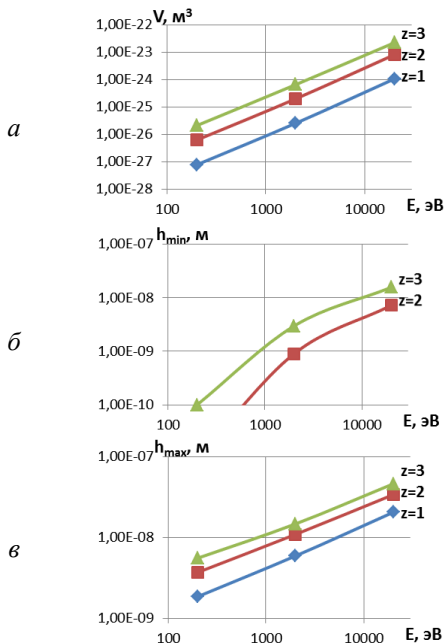 V, м³
1,00E-22
1,00E-23
1,00E-24
1,00E-25
1,00E-26
1,00E-27
1,00E-28
z=3
z=2
z=1
а
100 1000 10000 E, эВ
hmin, м
1,00E-07
1,00E-08
1,00E-09
1,00E-10
z=3
z=2
б
100 1000 10000 E, эВ
hmax, м
1,00E-07
1,00E-08
1,00E-09
z=3
z=2
z=1
в
100 1000 10000 E, эВ